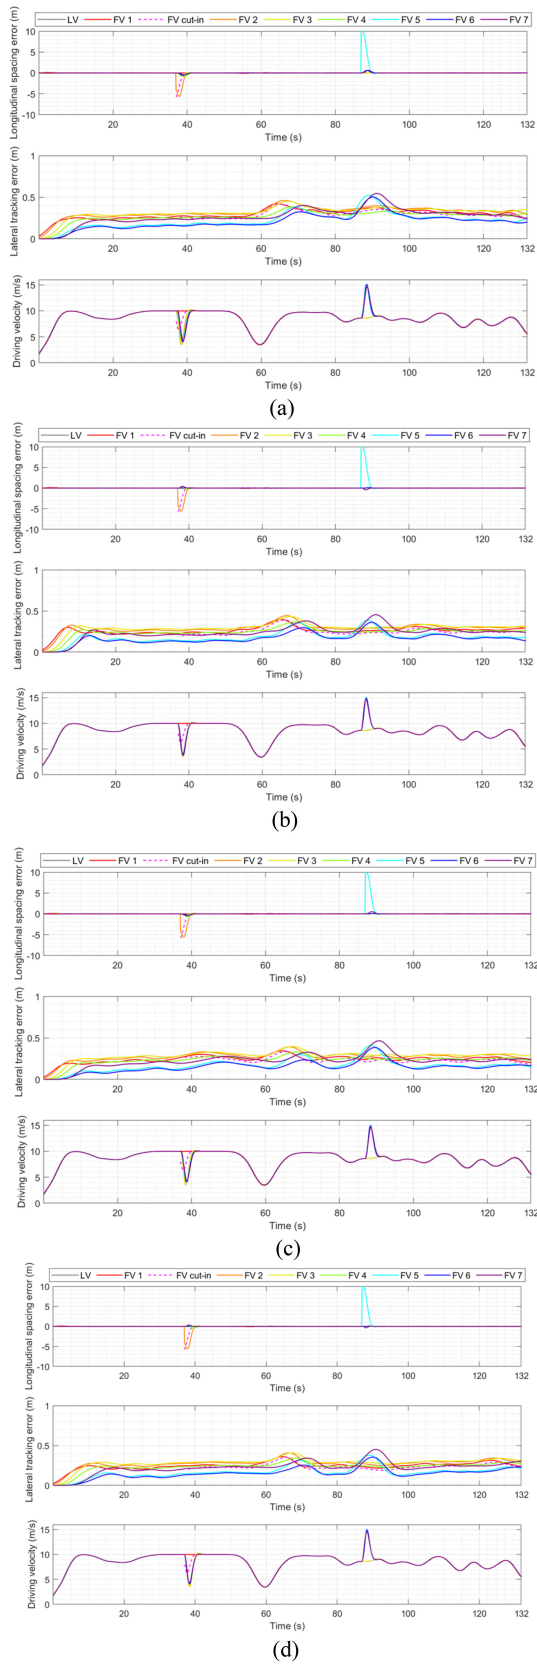 LV FV 1 FV cut-in FV 2 FV 3 FV 4 FV 5 FV 6 FV 7
Longitudinal spacing error (m)
10
5
0
-5
-10
20 40 60 80 100 120 132
Time (s)
Lateral tracking error (m)
1
0.5
0
20 40 60 80 100 120 132
Time (s)
Driving velocity (m/s)
15
10
5
0
20 40 60 80 100 120 132
Time (s)
(a)
LV FV 1 FV cut-in FV 2 FV 3 FV 4 FV 5 FV 6 FV 7
Longitudinal spacing error (m)
10
5
0
-5
-10
20 40 60 80 100 120 132
Time (s)
Lateral tracking error (m)
1
0.5
0
20 40 60 80 100 120 132
Time (s)
Driving velocity (m/s)
15
10
5
0
20 40 60 80 100 120 132
Time (s)
(b)
LV FV 1 FV cut-in FV 2 FV 3 FV 4 FV 5 FV 6 FV 7
Longitudinal spacing error (m)
10
5
0
-5
-10
20 40 60 80 100 120 132
Time (s)
Lateral tracking error (m)
1
0.5
0
20 40 60 80 100 120 132
Time (s)
Driving velocity (m/s)
15
10
5
0
20 40 60 80 100 120 132
Time (s)
(c)
LV FV 1 FV cut-in FV 2 FV 3 FV 4 FV 5 FV 6 FV 7
Longitudinal spacing error (m)
10
5
0
-5
-10
20 40 60 80 100 120 132
Time (s)
Lateral tracking error (m)
1
0.5
0
20 40 60 80 100 120 132
Time (s)
Driving velocity (m/s)
15
10
5
0
20 40 60 80 100 120 132
Time (s)
(d)